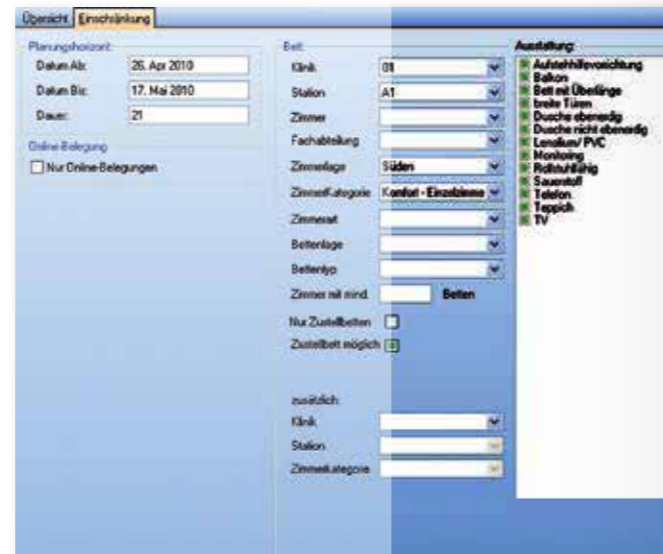 Übersicht Einschränkung
Planungshorizont:
Datum Ab: 26. Apr 2010
Datum Bis: 17. Mai 2010
Dauer: 21
Online-Belegung
Nur Online-Belegungen
Bett:
Klinik 01
Station A1
Zimmer
Fachabteilung
Zimmerlage Süden
ZimmerKategorie Komfort - Einzelzimme
Zimmerart
Bettenlage
Bettentyp
Zimmer mit mind. Betten
Nur Zustellbetten
Zustellbett möglich
zusätzlich:
Klinik
Station
Zimmerkategorie
Ausstattung:
Aufstehhilfevorrichtung
Balkon
Bett mit Überlänge
breite Türen
Dusche ebenerdig
Dusche nicht ebenerdig
Lenolium/ PVC
Monitoring
Rollstuhlfähig
Sauerstoff
Telefon
Teppich
TV